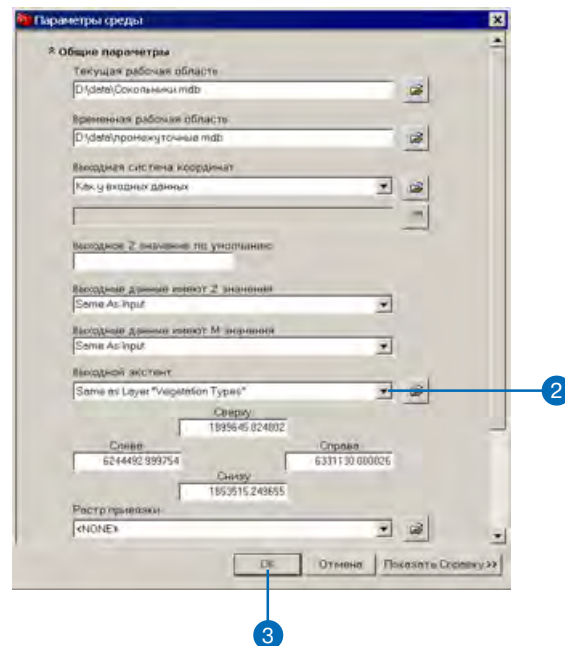 Параметры среды
Общие параметры
Текущая рабочая область
D:\data\Сокольники.mdb
Временная рабочая область
D:\data\промежуточные.mdb
Выходная система координат
Как у входных данных
Выходное Z значение по умолчанию
Выходные данные имеют Z значения
Same As Input
Выходные данные имеют M значения
Same As Input
Выходной экстент
Same as Layer "Vegetation Types"
2
Сверху
1895645.824802
Слева
Справа
6244492.999754
6331130.000026
Снизу
1853515.249655
Растр привязки
<NONE>
OK
Отмена
Показать Справку >>
3